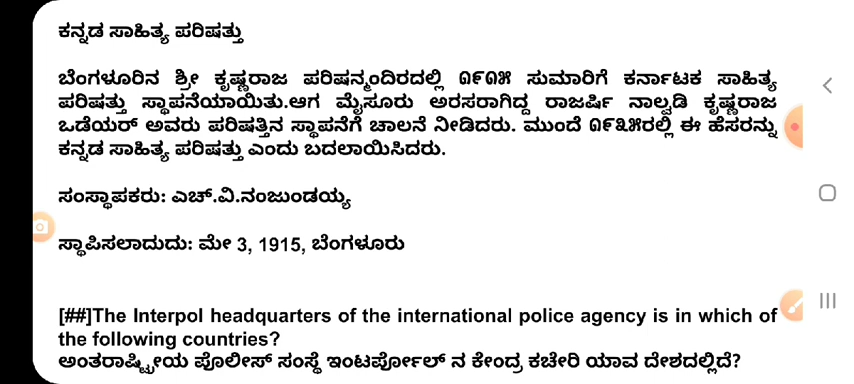 ಕನ್ನಡ ಸಾಹಿತ್ಯ ಪರಿಷತ್ತು
ಬೆಂಗಳೂರಿನ ಶ್ರೀ ಕೃಷ್ಣರಾಜ ಪರಿಷನ್ಮಂದಿರದಲ್ಲಿ ೧೯೧೫ ಸುಮಾರಿಗೆ ಕರ್ನಾಟಕ ಸಾಹಿತ್ಯ
ಪರಿಷತ್ತು ಸ್ಥಾಪನೆಯಾಯಿತು.ಆಗ ಮೈಸೂರು ಅರಸರಾಗಿದ್ದ ರಾಜರ್ಷಿ ನಾಲ್ವಡಿ ಕೃಷ್ಣರಾಜ
ಒಡೆಯರ್ ಅವರು ಪರಿಷತ್ತಿನ ಸ್ಥಾಪನೆಗೆ ಚಾಲನೆ ನೀಡಿದರು. ಮುಂದೆ ೧೯೩೫ರಲ್ಲಿ ಈ ಹೆಸರನ್ನು
ಕನ್ನಡ ಸಾಹಿತ್ಯ ಪರಿಷತ್ತು ಎಂದು ಬದಲಾಯಿಸಿದರು.
ಸಂಸ್ಥಾಪಕರು: ಎಚ್.ವಿ.ನಂಜುಂಡಯ್ಯ
ಸ್ಥಾಪಿಸಲಾದುದು: ಮೇ 3, 1915, ಬೆಂಗಳೂರು
[##]The Interpol headquarters of the international police agency is in which of
the following countries?
ಅಂತರಾಷ್ಟ್ರೀಯ ಪೊಲೀಸ್ ಸಂಸ್ಥೆ ಇಂಟರ್ಪೋಲ್ ನ ಕೇಂದ್ರ ಕಚೇರಿ ಯಾವ ದೇಶದಲ್ಲಿದೆ?